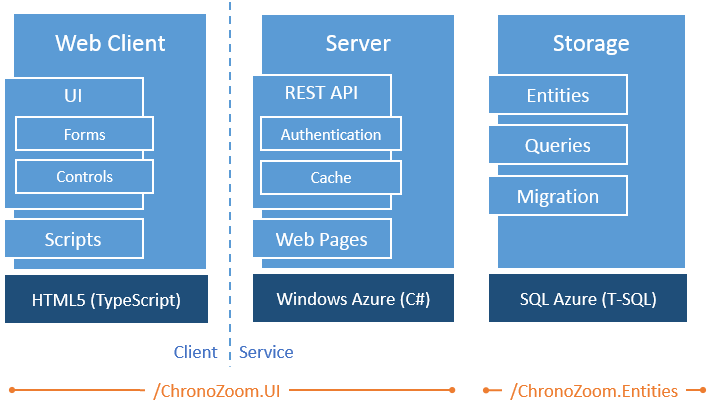 Web Client
UI
Forms
Controls
Scripts
HTML5 (TypeScript)
Server
REST API
Authentication
Cache
Web Pages
Windows Azure (C#)
Storage
Entities
Queries
Migration
SQL Azure (T-SQL)
Client
Service
/ChronoZoom.UI
/ChronoZoom.Entities